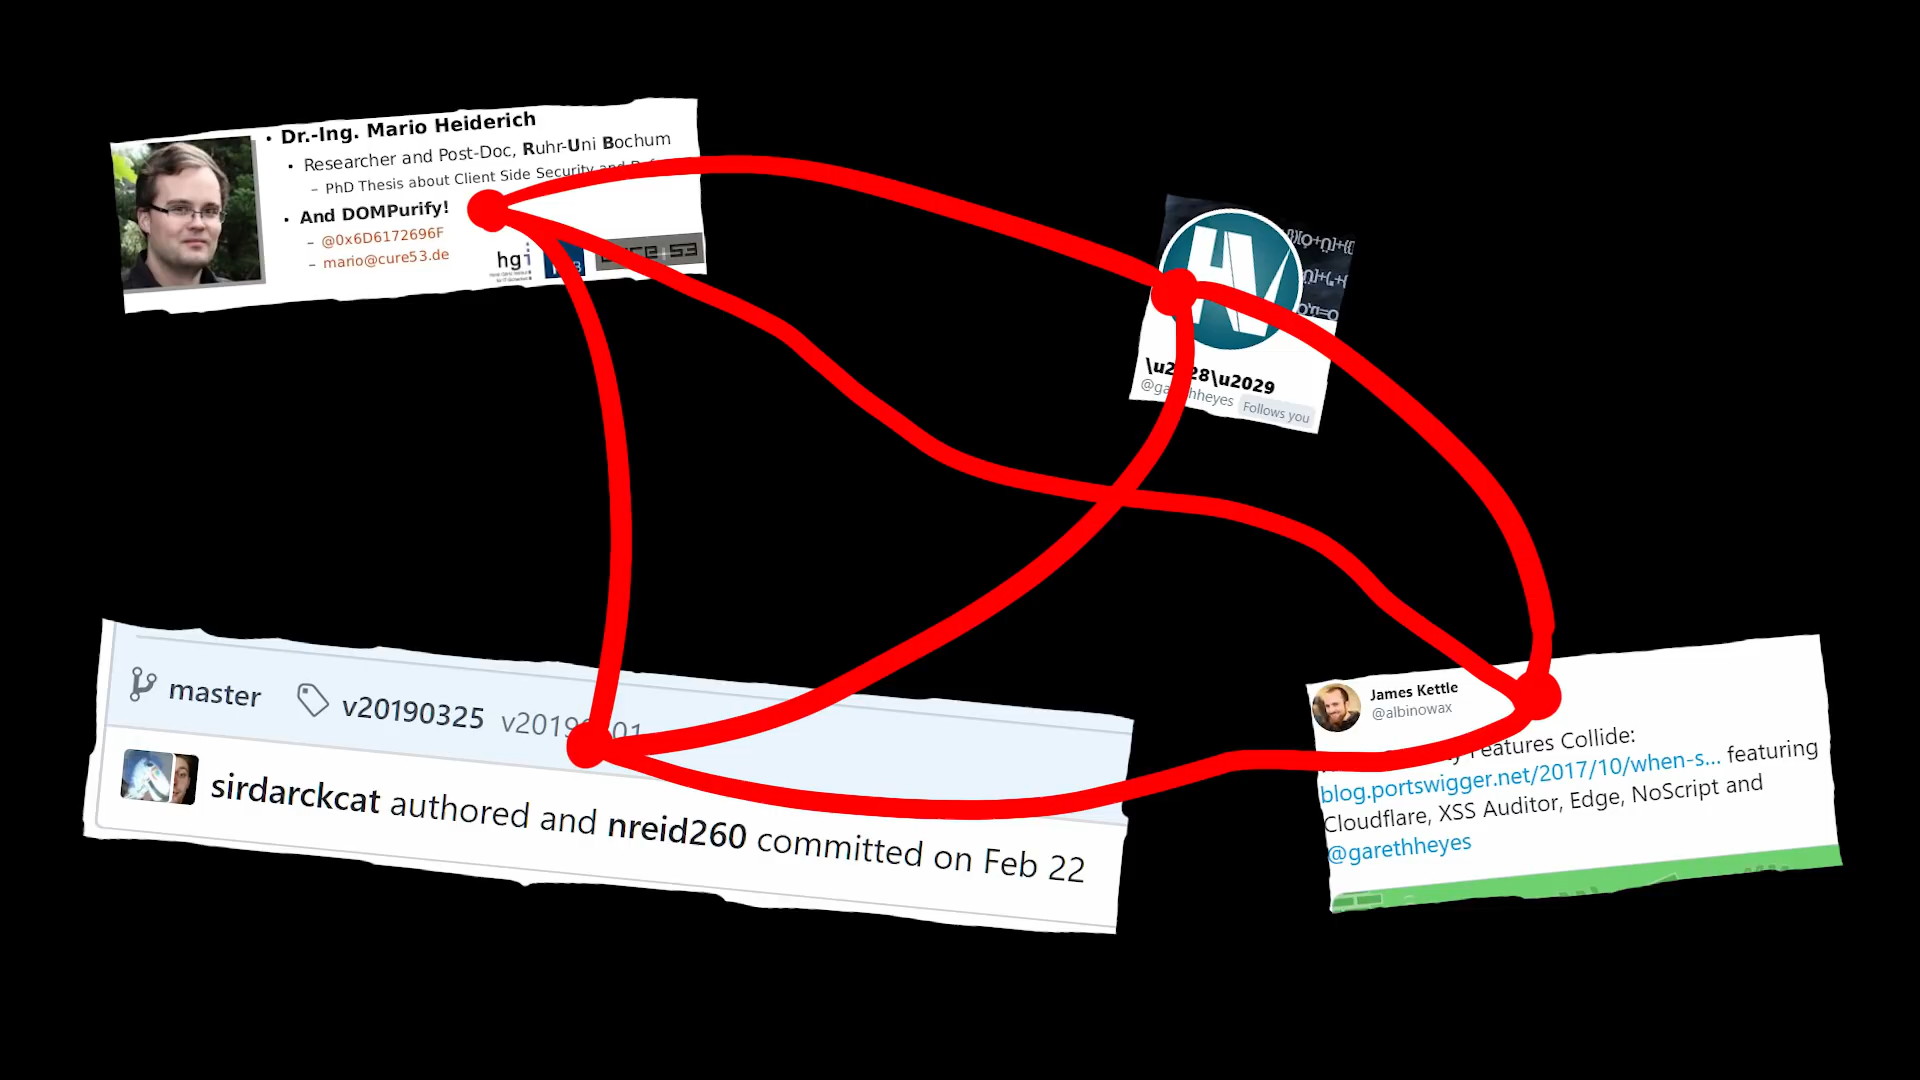 • Dr.-Ing. Mario Heiderich
• Researcher and Post-Doc, Ruhr-Uni Bochum
– PhD Thesis about Client Side Security and
• And DOMPurify!
– @0x6D6172696F
– mario@cure53.de
hgi
\u2028\u2029
@garethheyes Follows you
master v20190325
sirdarckcat authored and nreid260 committed on Feb 22
James Kettle
@albinowax
Features Collide:
blog.portswigger.net/2017/10/when-s... featuring
Cloudflare, XSS Auditor, Edge, NoScript and
@garethheyes